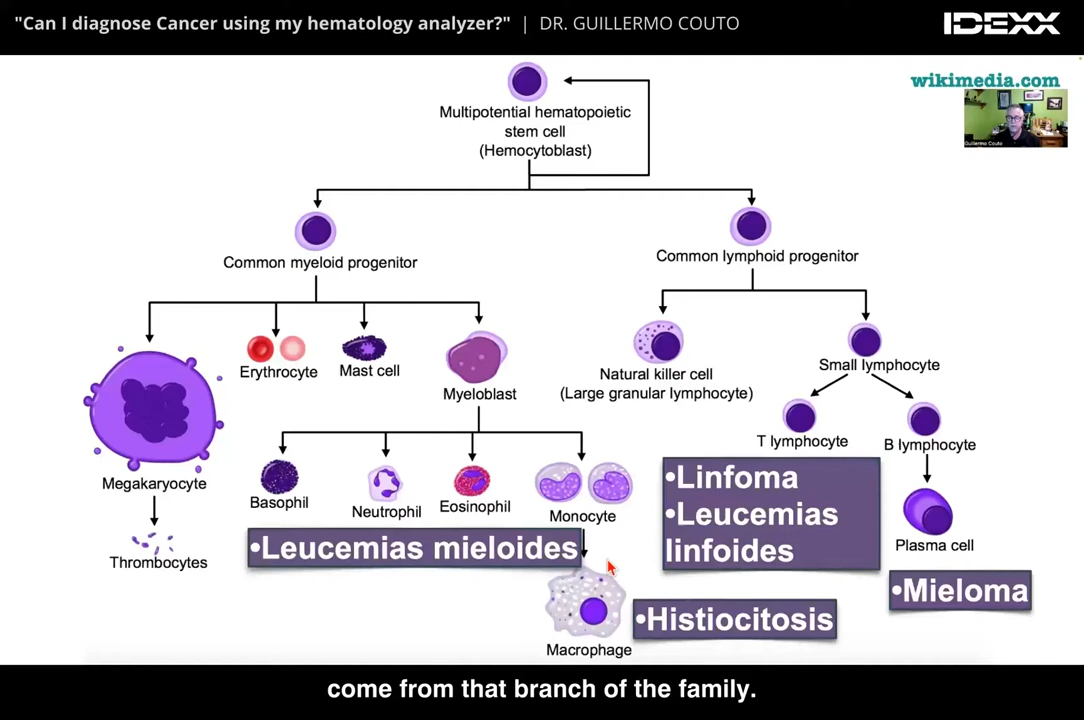 "Can I diagnose Cancer using my hematology analyzer?" | DR. GUILLERMO COUTO
IDEXX
wikimedia.com
Guillermo Couto
Multipotential hematopoietic
stem cell
(Hemocytoblast)
Common myeloid progenitor
Common lymphoid progenitor
Erythrocyte
Mast cell
Myeloblast
Natural killer cell
(Large granular lymphocyte)
Small lymphocyte
T lymphocyte
B lymphocyte
Megakaryocyte
Basophil
Neutrophil
Eosinophil
Monocyte
•Linfoma
•Leucemias
linfoides
Plasma cell
Thrombocytes
•Leucemias mieloides
•Mieloma
•Histiocitosis
Macrophage
come from that branch of the family.